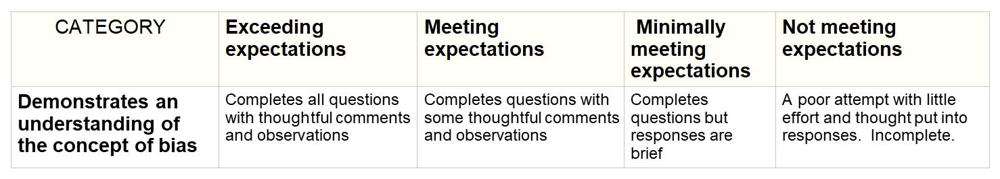 CATEGORY
Exceeding
expectations
Meeting
expectations
Minimally
meeting
expectations
Not meeting
expectations
Demonstrates an
understanding of
the concept of bias
Completes all questions
with thoughtful comments
and observations
Completes questions with
some thoughtful comments
and observations
Completes
questions but
responses are
brief
A poor attempt with little
effort and thought put into
responses.  Incomplete.